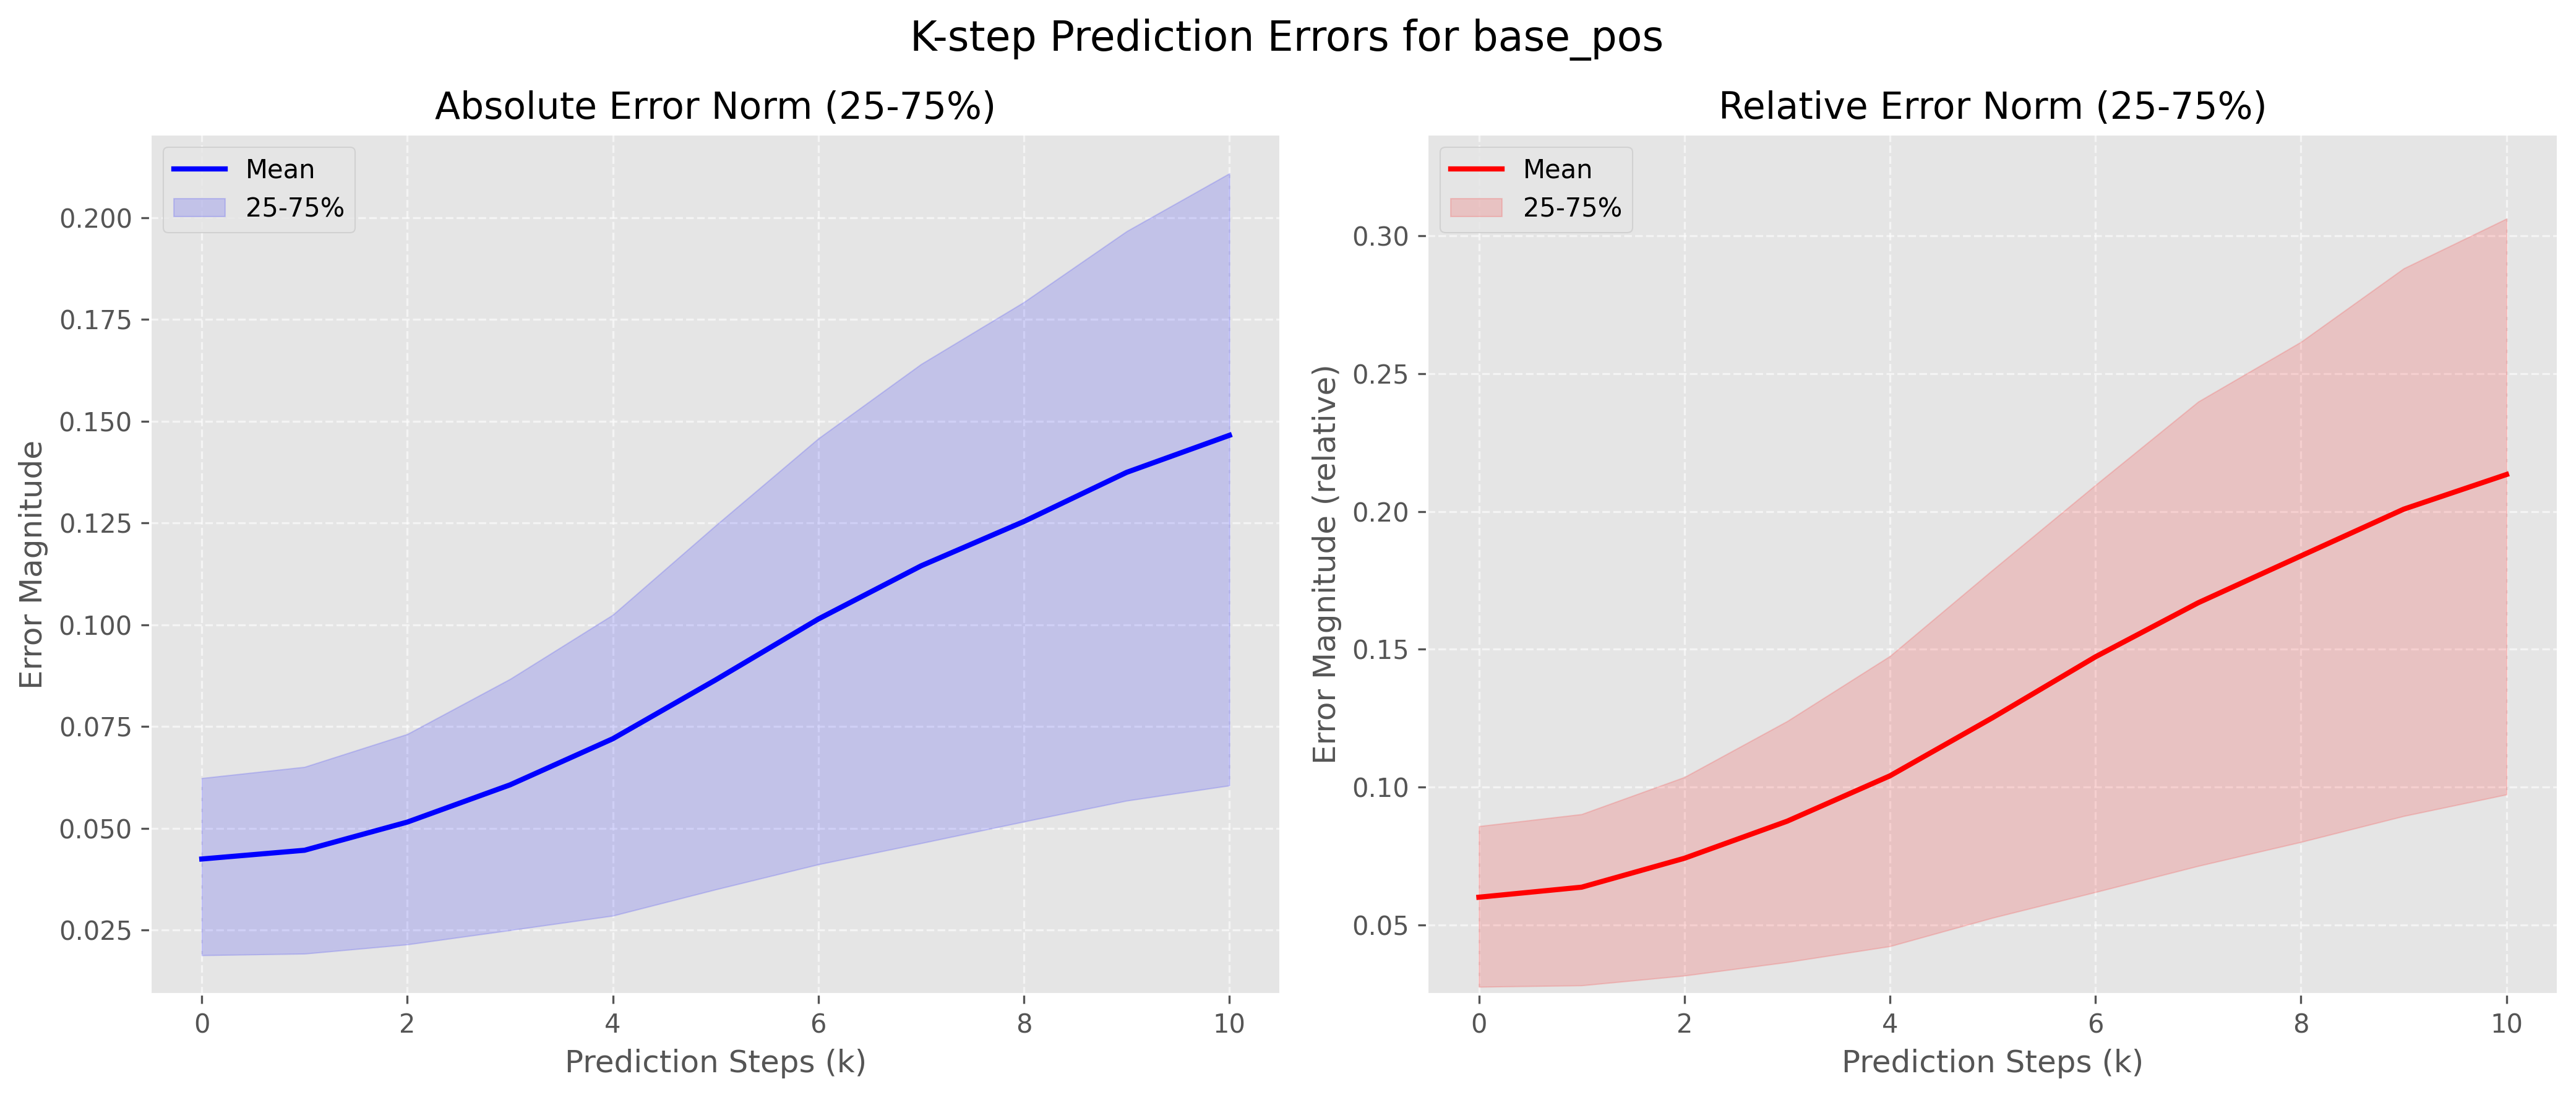 K-step Prediction Errors for base_pos
Absolute Error Norm (25-75%)
Mean
25-75%
Error Magnitude
0.200
0.175
0.150
0.125
0.100
0.075
0.050
0.025
0 2 4 6 8 10
Prediction Steps (k)
Relative Error Norm (25-75%)
Mean
25-75%
Error Magnitude (relative)
0.30
0.25
0.20
0.15
0.10
0.05
0 2 4 6 8 10
Prediction Steps (k)